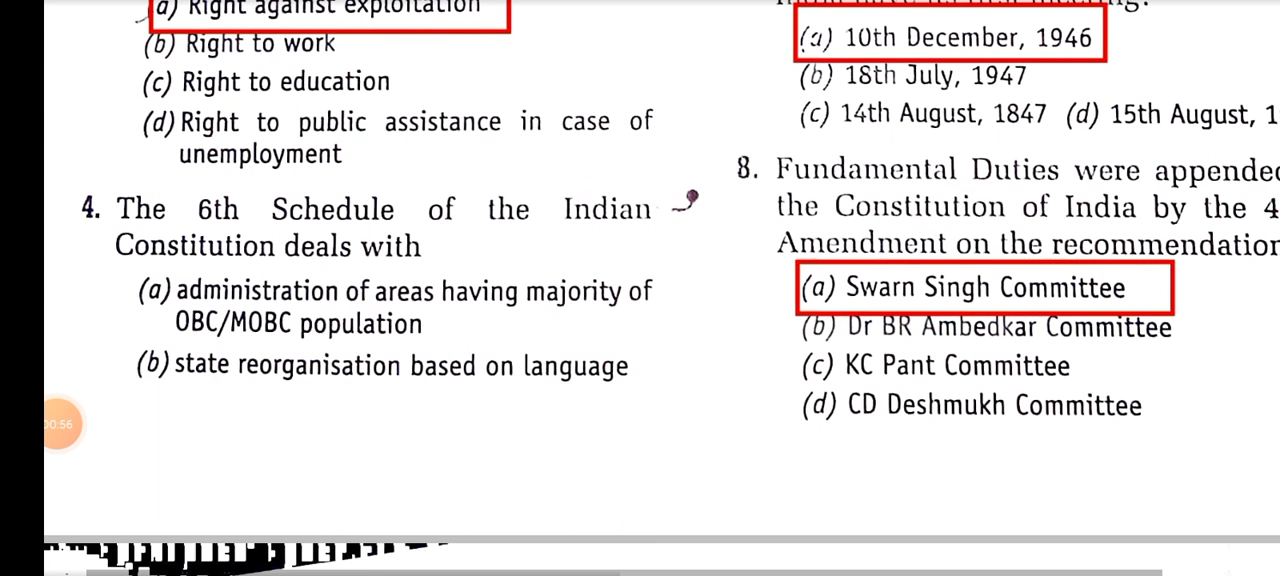 (a) Right against exploitation
(b) Right to work
(c) Right to education
(d) Right to public assistance in case of
unemployment
4. The 6th Schedule of the Indian
Constitution deals with
(a) administration of areas having majority of
OBC/MOBC population
(b) state reorganisation based on language
(a) 10th December, 1946
(b) 18th July, 1947
(c) 14th August, 1847 (d) 15th August, 1
8. Fundamental Duties were appended
the Constitution of India by the 4
Amendment on the recommendation
(a) Swarn Singh Committee
(b) Dr BR Ambedkar Committee
(c) KC Pant Committee
(d) CD Deshmukh Committee
00:56